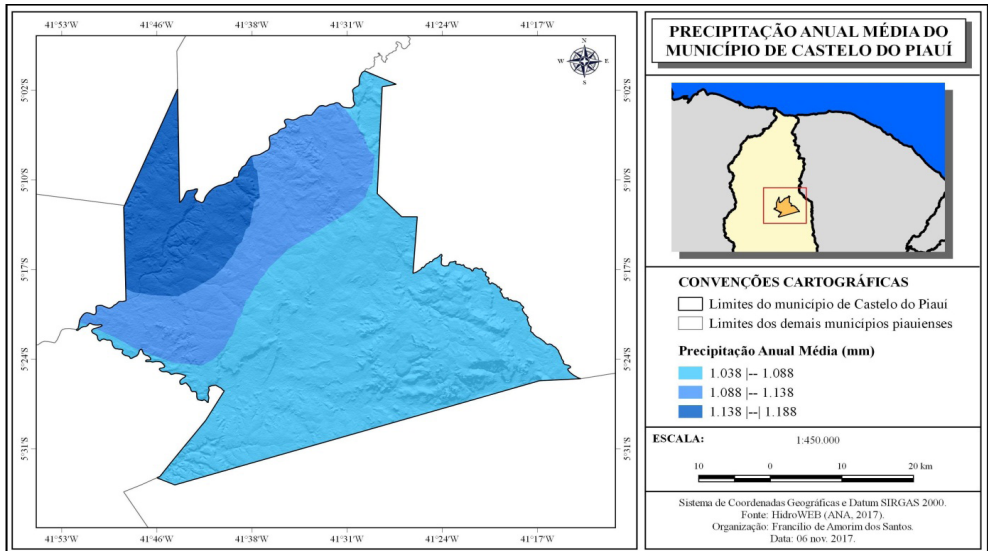 41°53'W 41°46'W 41°38'W 41°31'W 41°24'W 41°17'W
N
W E
S
5°02'S
5°10'S
5°17'S
5°24'S
5°31'S
5°02'S
5°10'S
5°17'S
5°24'S
5°31'S
41°53'W 41°46'W 41°38'W 41°31'W 41°24'W 41°17'W
PRECIPITAÇÃO ANUAL MÉDIA DO
MUNICÍPIO DE CASTELO DO PIAUÍ
CONVENÇÕES CARTOGRÁFICAS
Limites do município de Castelo do Piaui
Limites dos demais municípios piauienses
Precipitação Anual Média (mm)
1.038 |-- 1.088
1.088 |-- 1.138
1.138 |--| 1.188
ESCALA: 1:450.000
10 0 10 20 km
Sistema de Coordenadas Geográficas e Datum SIRGAS 2000.
Fonte: HidroWEB (ANA, 2017).
Organização: Francílio de Amorim dos Santos.
Data: 06 nov. 2017.